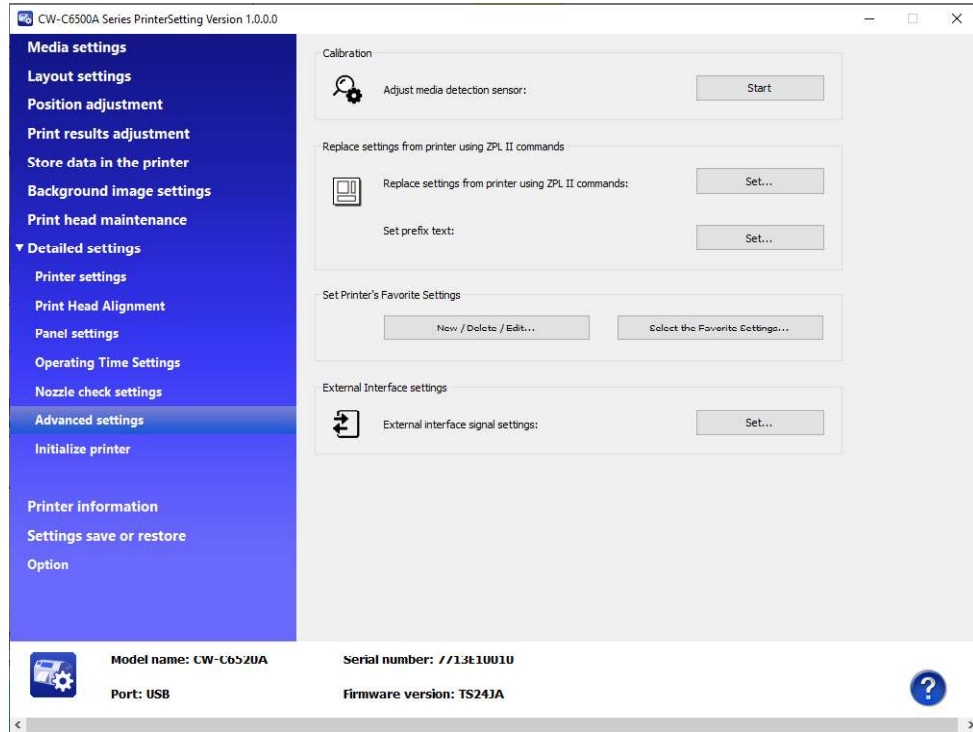 CW-C6500A Series PrinterSetting Version 1.0.0.0
Media settings
Layout settings
Position adjustment
Print results adjustment
Store data in the printer
Background image settings
Print head maintenance
Detailed settings
Printer settings
Print Head Alignment
Panel settings
Operating Time Settings
Nozzle check settings
Advanced settings
Initialize printer
Printer information
Settings save or restore
Option
Calibration
Adjust media detection sensor:
Start
Replace settings from printer using ZPL II commands
Replace settings from printer using ZPL II commands:
Set...
Set prefix text:
Set...
Set Printer's Favorite Settings
New / Delete / Edit...
Select the Favorite Settings...
External Interface settings
External interface signal settings:
Set...
Model name: CW-C6520A
Serial number: 7713E10010
Port: USB
Firmware version: TS24JA
?